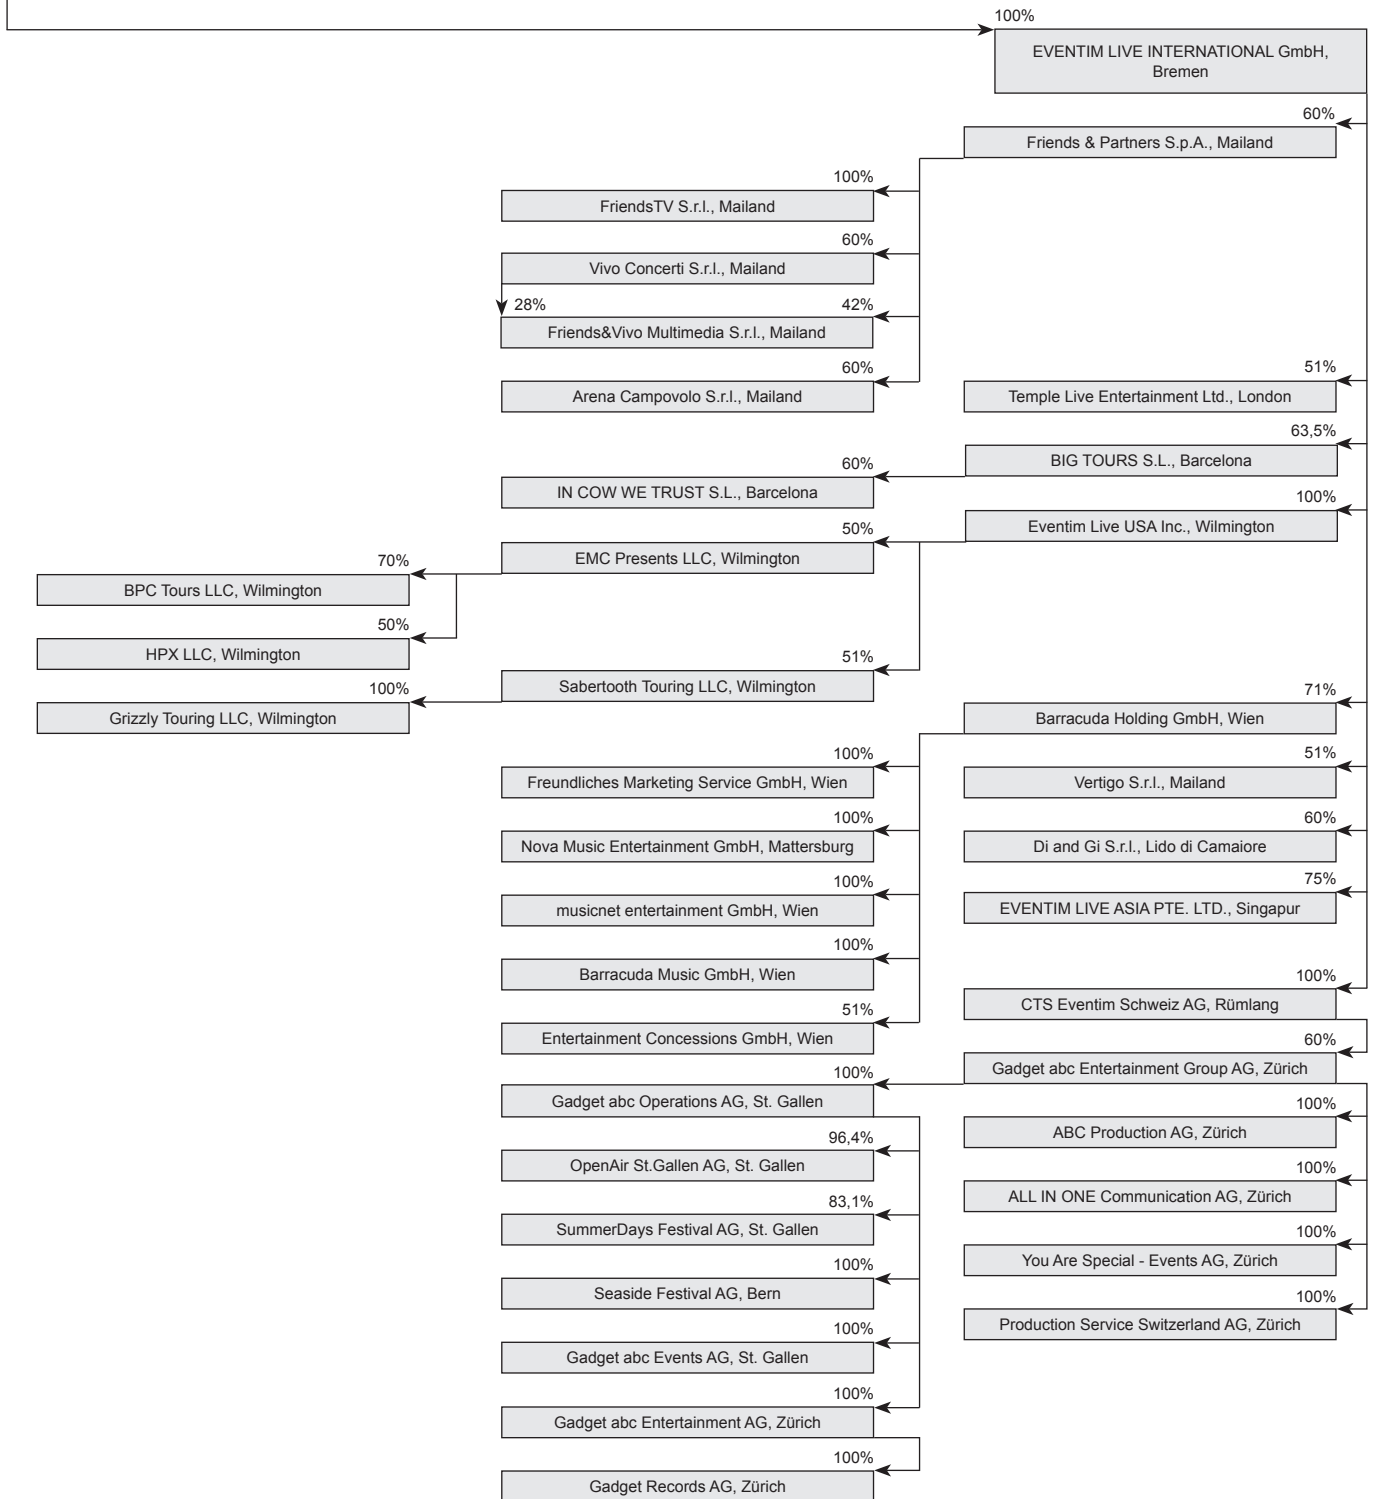 100%
EVENTIM LIVE INTERNATIONAL GmbH,
Bremen
60%
Friends & Partners S.p.A., Mailand
100%
FriendsTV S.r.l., Mailand
60%
Vivo Concerti S.r.l., Mailand
28% 42%
Friends&Vivo Multimedia S.r.l., Mailand
60%
Arena Campovolo S.r.l., Mailand
51%
Temple Live Entertainment Ltd., London
63,5%
BIG TOURS S.L., Barcelona
60%
IN COW WE TRUST S.L., Barcelona
100%
Eventim Live USA Inc., Wilmington
50%
EMC Presents LLC, Wilmington
70%
BPC Tours LLC, Wilmington
50%
HPX LLC, Wilmington
51%
Sabertooth Touring LLC, Wilmington
100%
Grizzly Touring LLC, Wilmington
71%
Barracuda Holding GmbH, Wien
100%
Freundliches Marketing Service GmbH, Wien
51%
Vertigo S.r.l., Mailand
100%
Nova Music Entertainment GmbH, Mattersburg
60%
Di and Gi S.r.l., Lido di Camaiore
100%
musicnet entertainment GmbH, Wien
75%
EVENTIM LIVE ASIA PTE. LTD., Singapur
100%
Barracuda Music GmbH, Wien
100%
CTS Eventim Schweiz AG, Rümlang
51%
Entertainment Concessions GmbH, Wien
60%
Gadget abc Entertainment Group AG, Zürich
100%
Gadget abc Operations AG, St. Gallen
100%
ABC Production AG, Zürich
96,4%
OpenAir St.Gallen AG, St. Gallen
100%
ALL IN ONE Communication AG, Zürich
83,1%
SummerDays Festival AG, St. Gallen
100%
You Are Special - Events AG, Zürich
100%
Seaside Festival AG, Bern
100%
Production Service Switzerland AG, Zürich
100%
Gadget abc Events AG, St. Gallen
100%
Gadget abc Entertainment AG, Zürich
100%
Gadget Records AG, Zürich